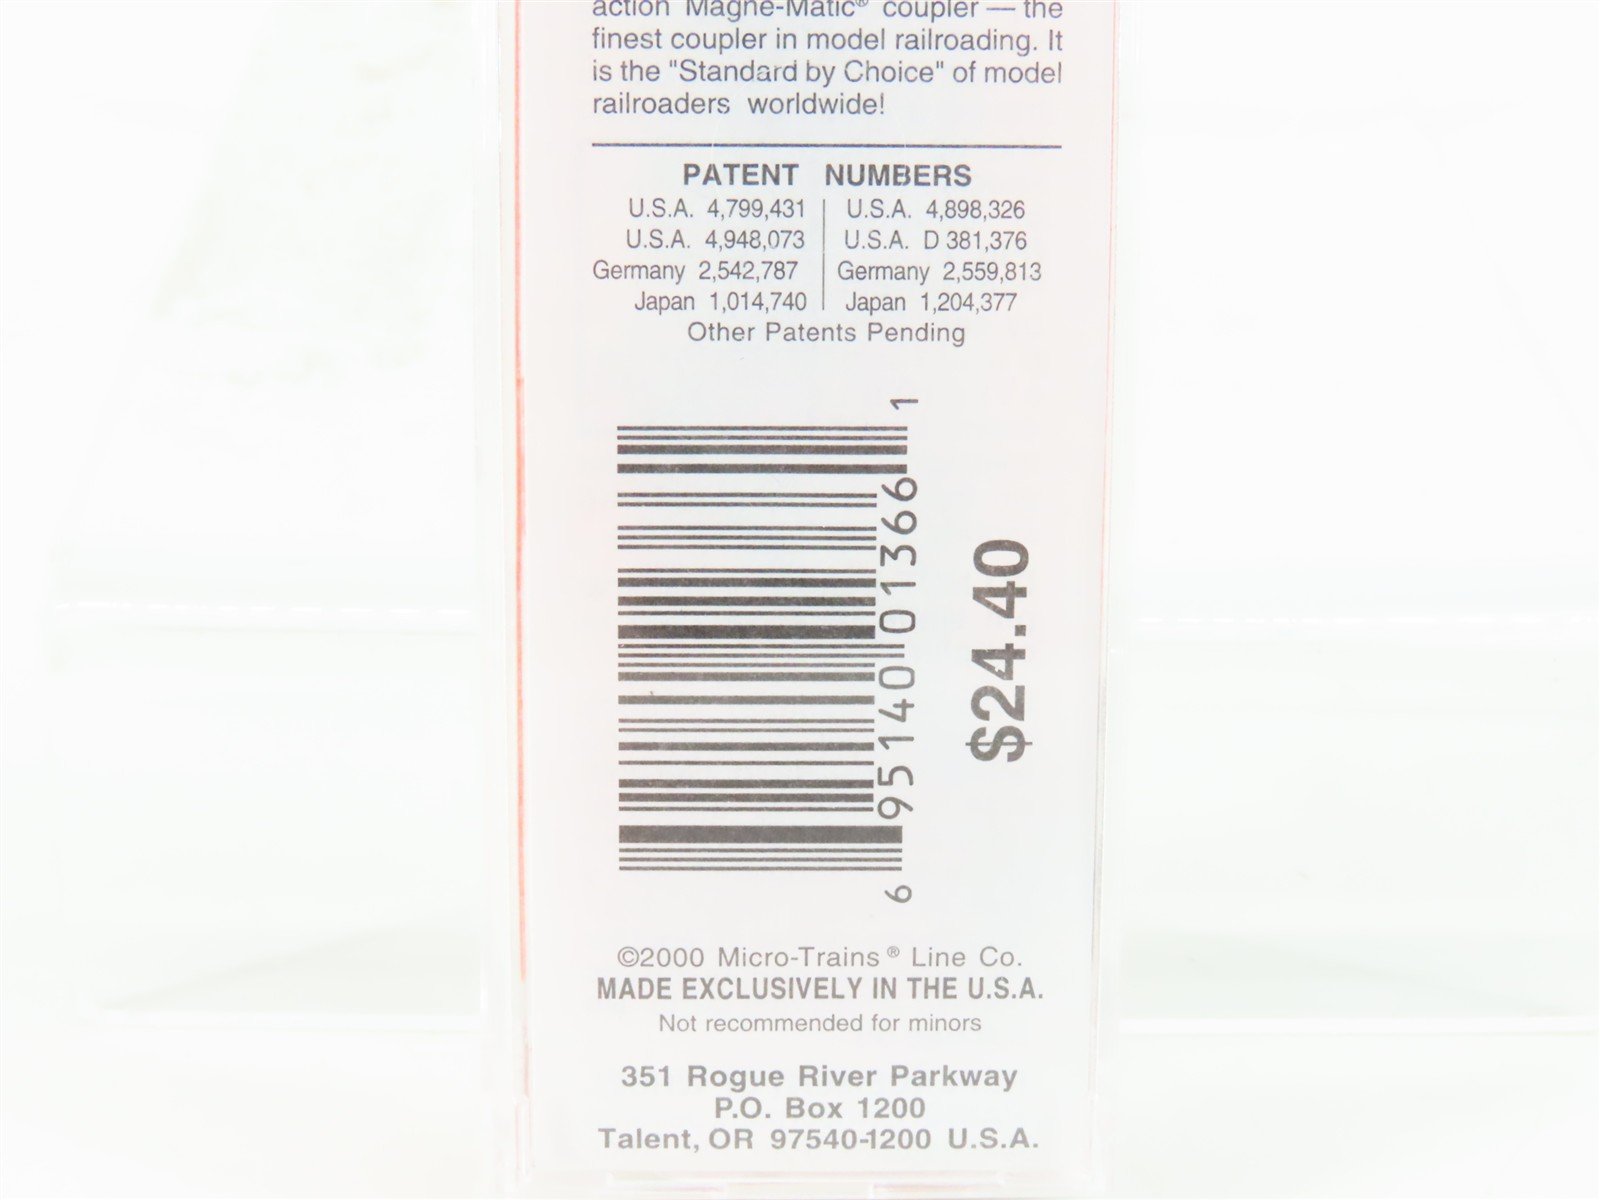 action Magne-Matic® coupler — the
finest coupler in model railroading. It
is the "Standard by Choice" of model
railroaders worldwide!
PATENT NUMBERS
U.S.A. 4,799,431 | U.S.A. 4,898,326
U.S.A. 4,948,073 | U.S.A. D 381,376
Germany 2,542,787 | Germany 2,559,813
Japan 1,014,740 | Japan 1,204,377
Other Patents Pending
6 95140 01366 1
$24.40
©2000 Micro-Trains® Line Co.
MADE EXCLUSIVELY IN THE U.S.A.
Not recommended for minors
351 Rogue River Parkway
P.O. Box 1200
Talent, OR 97540-1200 U.S.A.